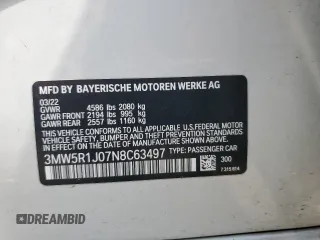 MFD BY BAYERISCHE MOTOREN WERKE AG
03/22
GVWR 4586 lbs 2080 kg
GAWR FRONT 2194 lbs 995 kg
GAWR REAR 2557 lbs 1160 kg
THIS VEHICLE CONFORMS TO ALL APPLICABLE U.S. FEDERAL MOTOR
VEHICLE SAFETY, BUMPER AND THEFT PREVENTION STANDARDS
IN EFFECT ON THE DATE OF MANUFACTURE SHOWN ABOVE.
3MW5R1J07N8C63497 TYPE: PASSENGER CAR
300
© DREAMBID